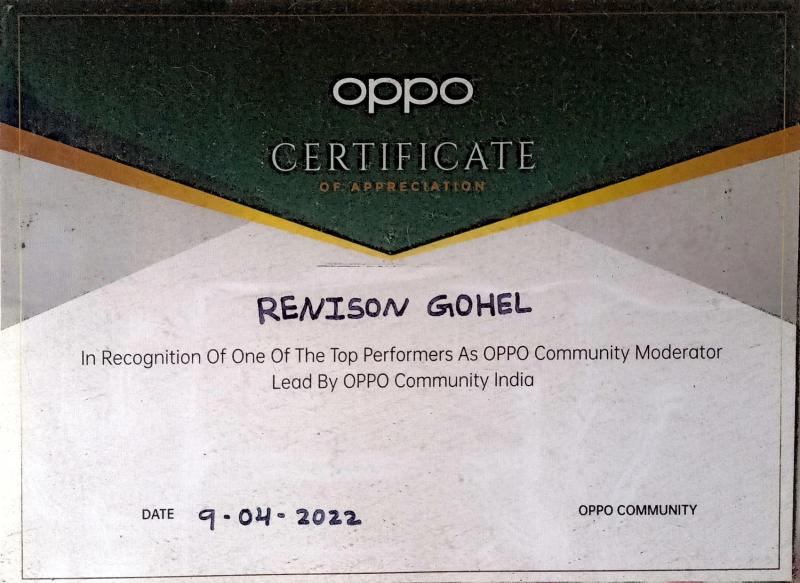 oppo
CERTIFICATE
OF APPRECIATION
RENISON GOHEL
In Recognition Of One Of The Top Performers As OPPO Community Moderator
Lead By OPPO Community India
DATE 9-04-2022 OPPO COMMUNITY